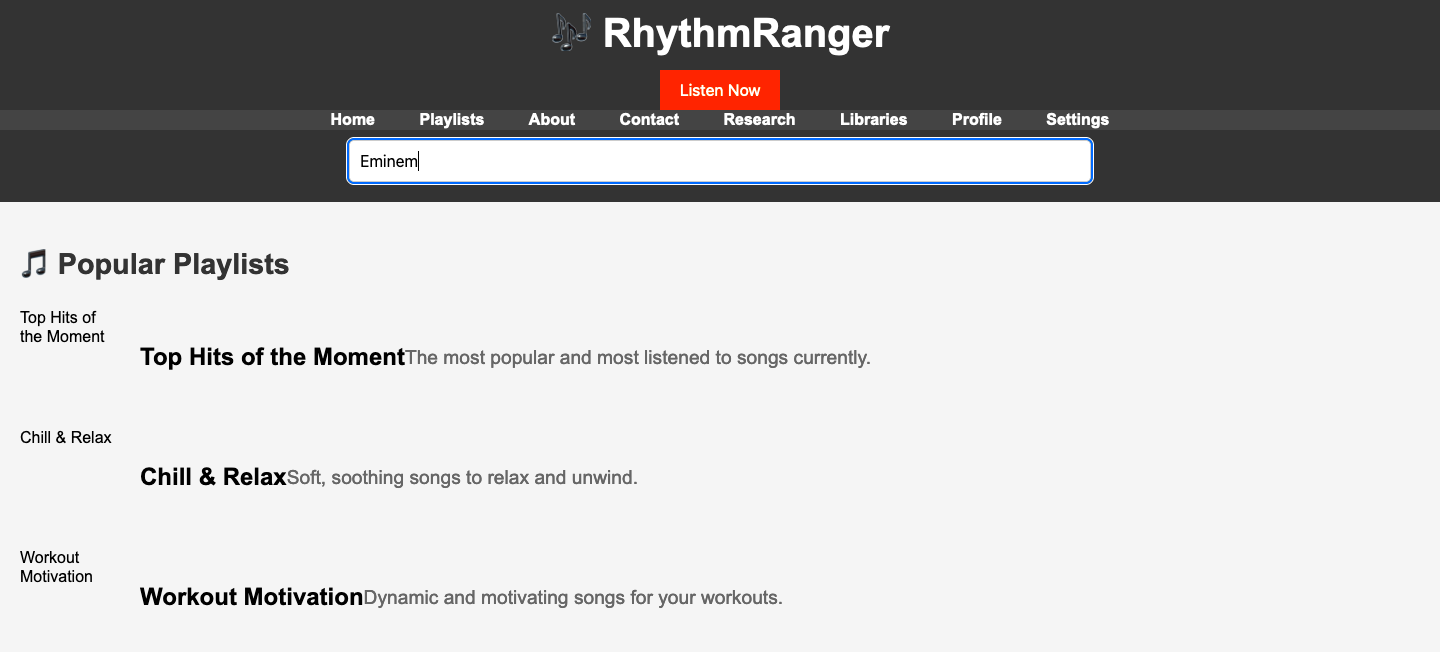 🎶 RhythmRanger
Listen Now
Home Playlists About Contact Research Libraries Profile Settings
Eminem
🎵 Popular Playlists
Top Hits of
the Moment
Top Hits of the MomentThe most popular and most listened to songs currently.
Chill & Relax
Chill & RelaxSoft, soothing songs to relax and unwind.
Workout
Motivation
Workout MotivationDynamic and motivating songs for your workouts.